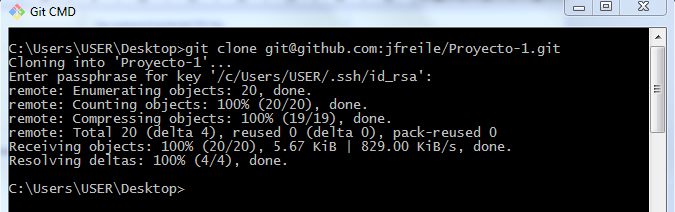 Git CMD
C:\Users\USER\Desktop>git clone git@github.com:jfreile/Proyecto-1.git
Cloning into 'Proyecto-1'...
Enter passphrase for key '/c/Users/USER/.ssh/id_rsa':
remote: Enumerating objects: 20, done.
remote: Counting objects: 100% (20/20), done.
remote: Compressing objects: 100% (19/19), done.
remote: Total 20 (delta 4), reused 0 (delta 0), pack-reused 0
Receiving objects: 100% (20/20), 5.67 KiB | 829.00 KiB/s, done.
Resolving deltas: 100% (4/4), done.
C:\Users\USER\Desktop>